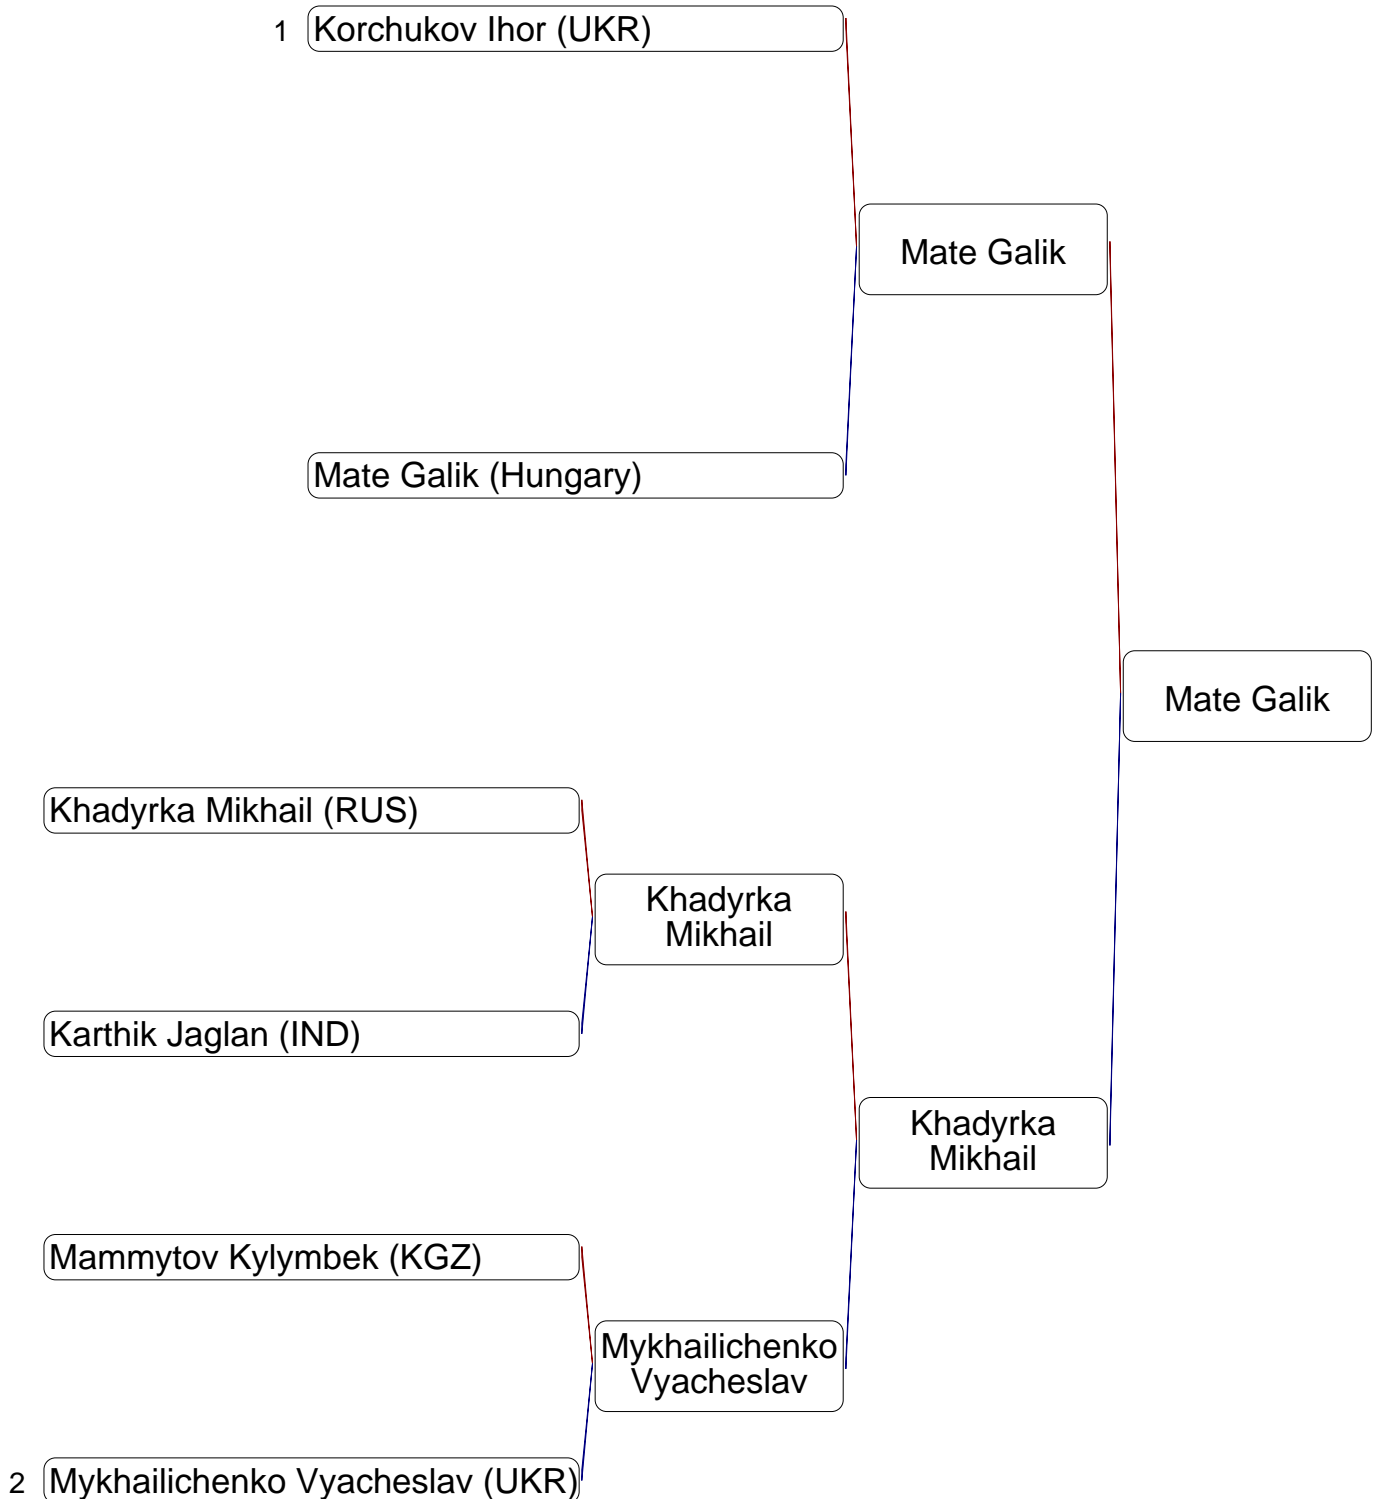 1 Korchukov Ihor (UKR)
Mate Galik
Mate Galik (Hungary)
Mate Galik
Khadyrka Mikhail (RUS)
Khadyrka
Mikhail
Karthik Jaglan (IND)
Khadyrka
Mikhail
Mammytov Kylymbek (KGZ)
Mykhailichenko
Vyacheslav
2 Mykhailichenko Vyacheslav (UKR)